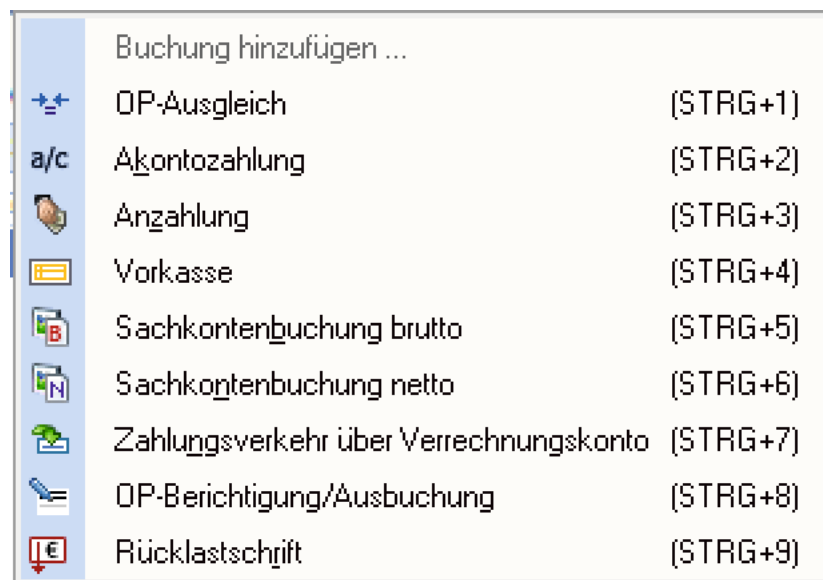 Buchung hinzufügen ...
OP-Ausgleich (STRG+1)
a/c Akontozahlung (STRG+2)
Anzahlung (STRG+3)
Vorkasse (STRG+4)
B Sachkontenbuchung brutto (STRG+5)
N Sachkontenbuchung netto (STRG+6)
Zahlungsverkehr über Verrechnungskonto (STRG+7)
OP-Berichtigung/Ausbuchung (STRG+8)
€ Rücklastschrift (STRG+9)